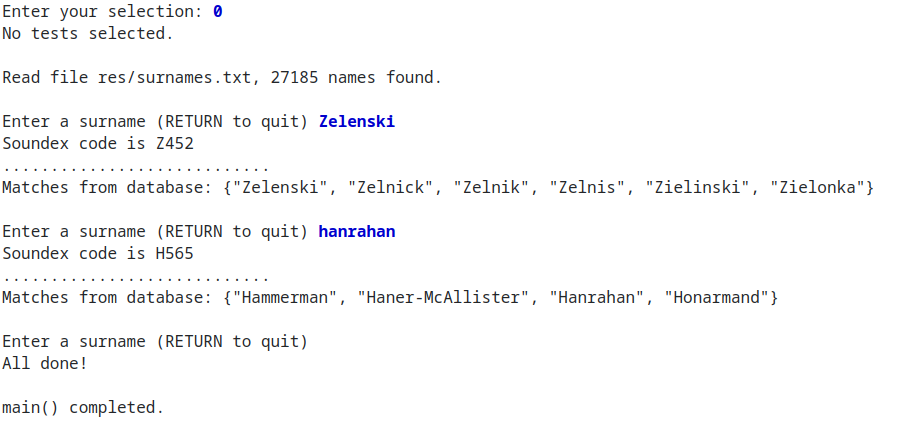 Enter your selection: 0
No tests selected.
Read file res/surnames.txt, 27185 names found.
Enter a surname (RETURN to quit) Zelenski
Soundex code is Z452
............................
Matches from database: {"Zelenski", "Zelnick", "Zelnik", "Zelnis", "Zielinski", "Zielonka"}
Enter a surname (RETURN to quit) hanrahan
Soundex code is H565
............................
Matches from database: {"Hammerman", "Haner-McAllister", "Hanrahan", "Honarmand"}
Enter a surname (RETURN to quit)
All done!
main() completed.